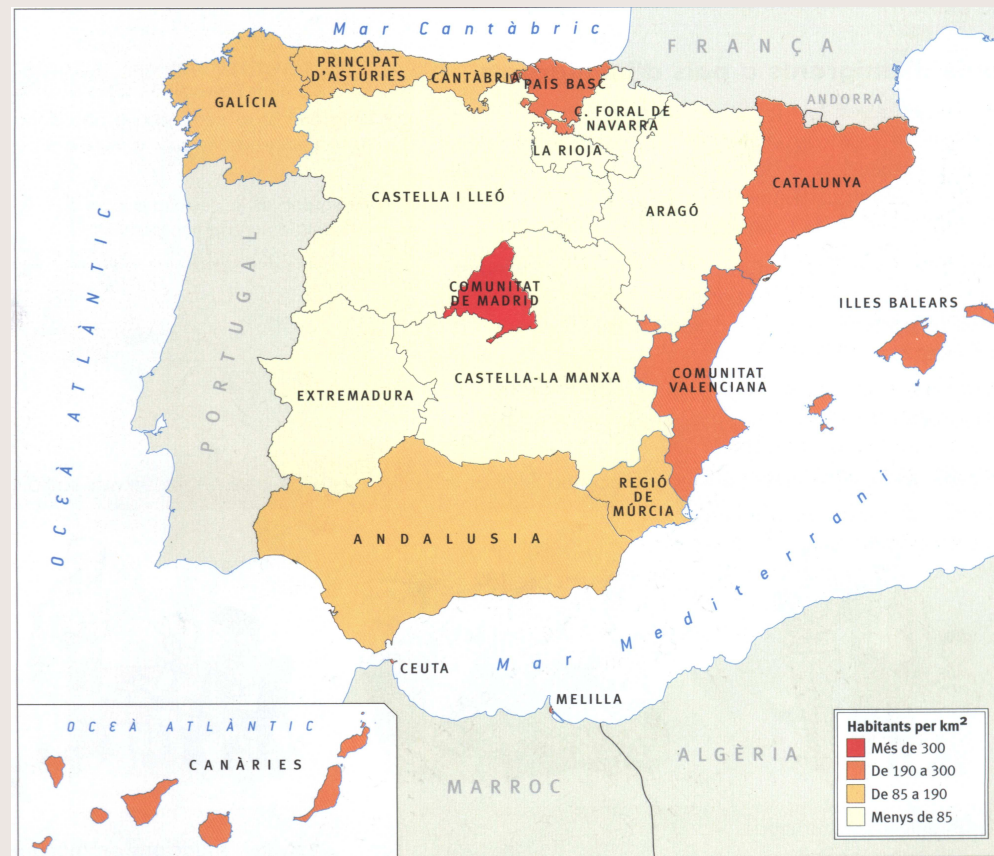 Mar Cantàbric
FRANÇA
ANDORRA
PRINCIPAT
D'ASTÚRIES
CANTÀBRIA
PAÍS BASC
GALÍCIA
C. FORAL DE
NAVARRA
LA RIOJA
CASTELLA I LLEÓ
ARAGÓ
CATALUNYA
OCEÀ ATLÀNTIC
PORTUGAL
COMUNITAT
DE MADRID
ILLES BALEARS
EXTREMADURA
CASTELLA-LA MANXA
COMUNITAT
VALENCIANA
REGIÓ
DE
MÚRCIA
ANDALUSIA
Mar Mediterrani
CEUTA
MELILLA
OCEÀ ATLÀNTIC
CANÀRIES
MARROC
ALGÈRIA
Habitants per km²
Més de 300
De 190 a 300
De 85 a 190
Menys de 85